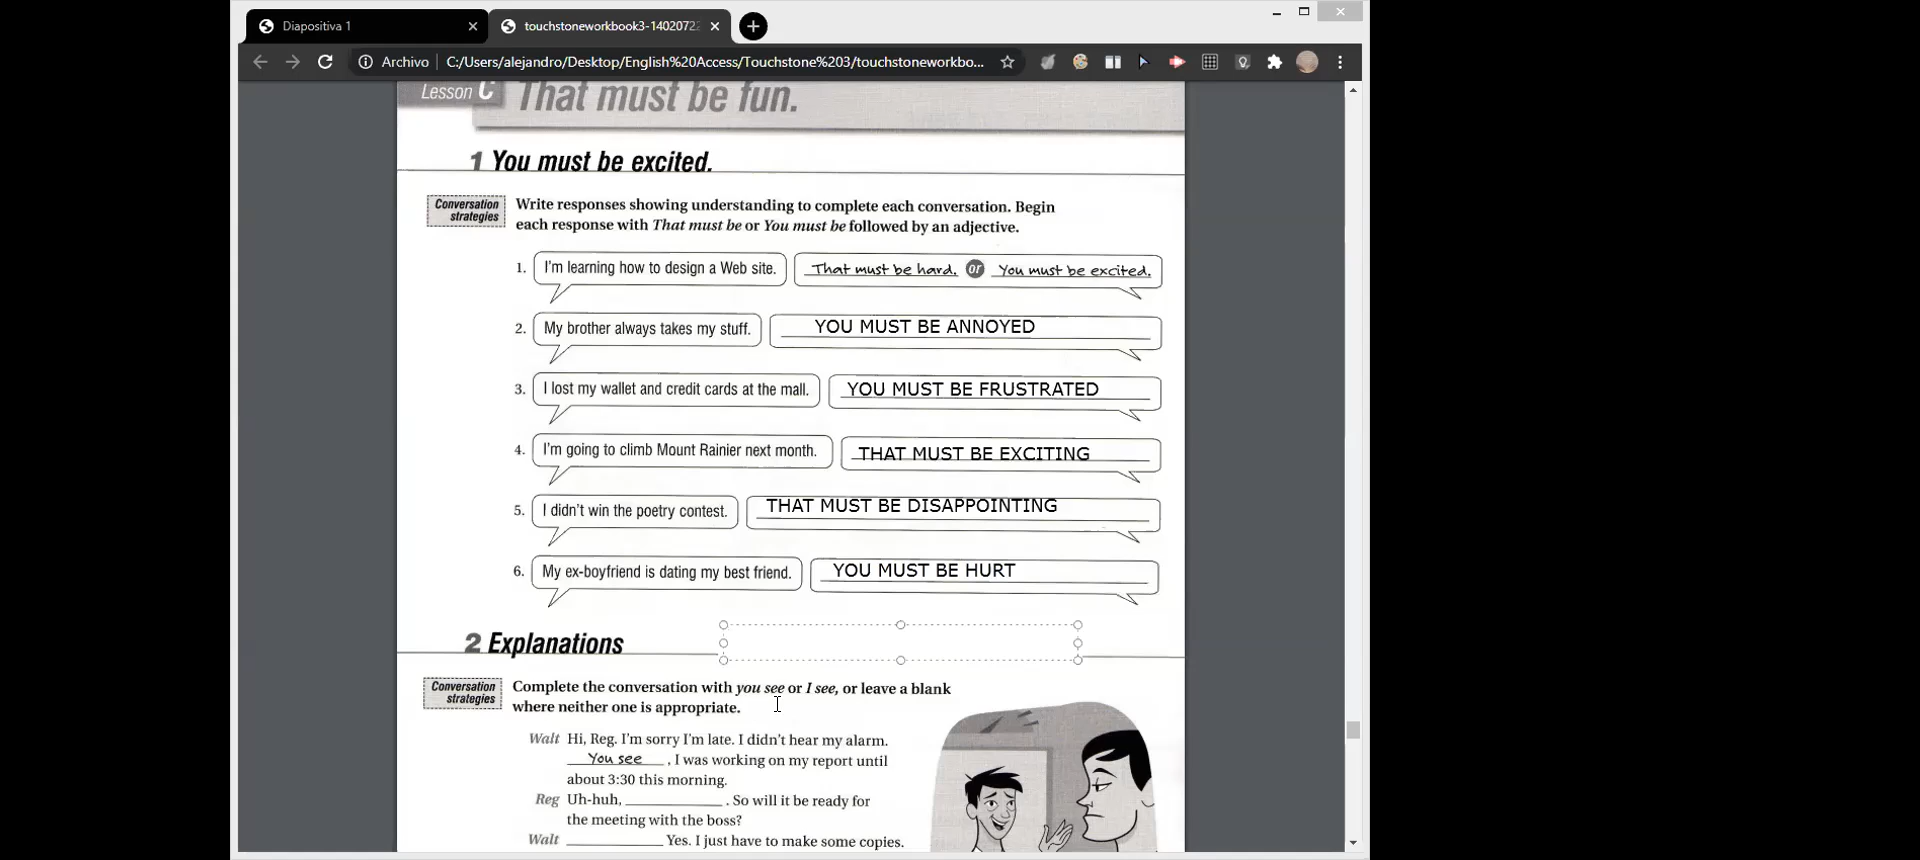 Diapositiva 1
touchstoneworkbook3-1402072
Archivo C:/Users/alejandro/Desktop/English%20Access/Touchstone%203/touchstoneworkbo...
Lesson C That must be fun.
1 You must be excited.
Conversation strategies
Write responses showing understanding to complete each conversation. Begin
each response with That must be or You must be followed by an adjective.
1. I'm learning how to design a Web site. That must be hard. or You must be excited.
2. My brother always takes my stuff. YOU MUST BE ANNOYED
3. I lost my wallet and credit cards at the mall. YOU MUST BE FRUSTRATED
4. I'm going to climb Mount Rainier next month. THAT MUST BE EXCITING
5. I didn't win the poetry contest. THAT MUST BE DISAPPOINTING
6. My ex-boyfriend is dating my best friend. YOU MUST BE HURT
2 Explanations
Conversation strategies
Complete the conversation with you see or I see, or leave a blank
where neither one is appropriate.
Walt Hi, Reg. I'm sorry I'm late. I didn't hear my alarm.
You see , I was working on my report until
about 3:30 this morning.
Reg Uh-huh, ____________ . So will it be ready for
the meeting with the boss?
Walt ____________ Yes. I just have to make some copies.